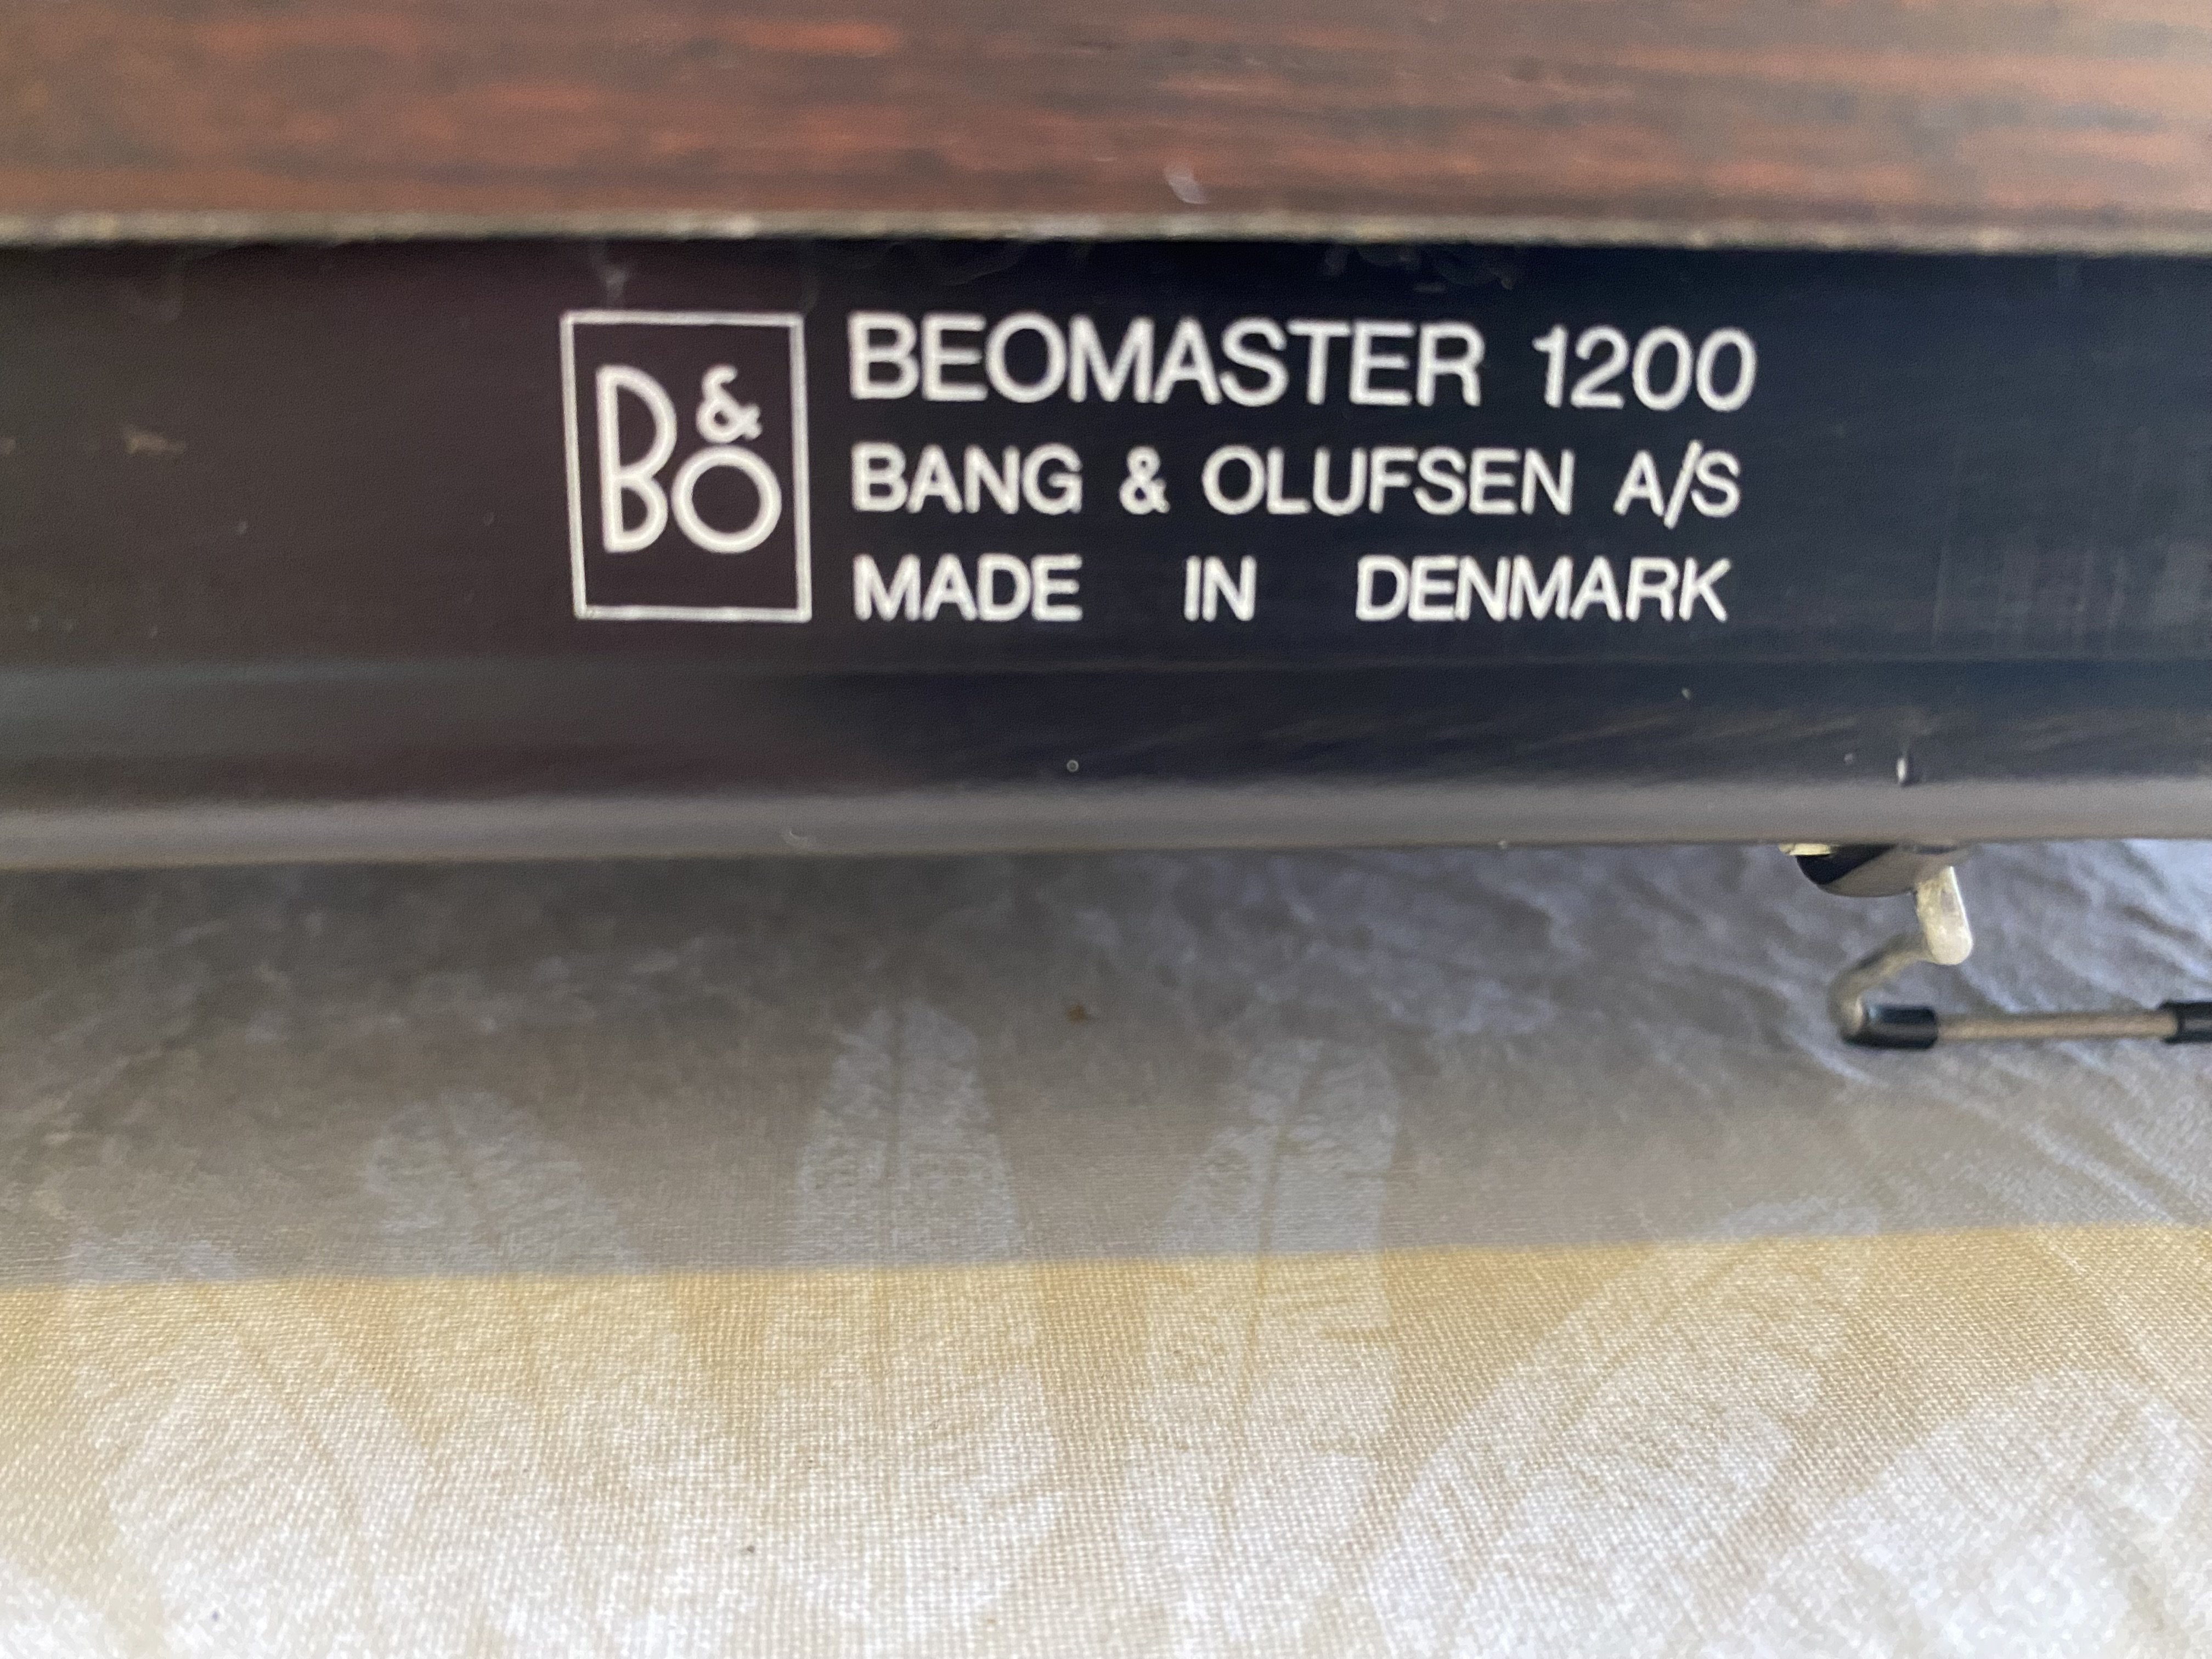 B&O
BEOMASTER 1200
BANG & OLUFSEN A/S
MADE IN DENMARK